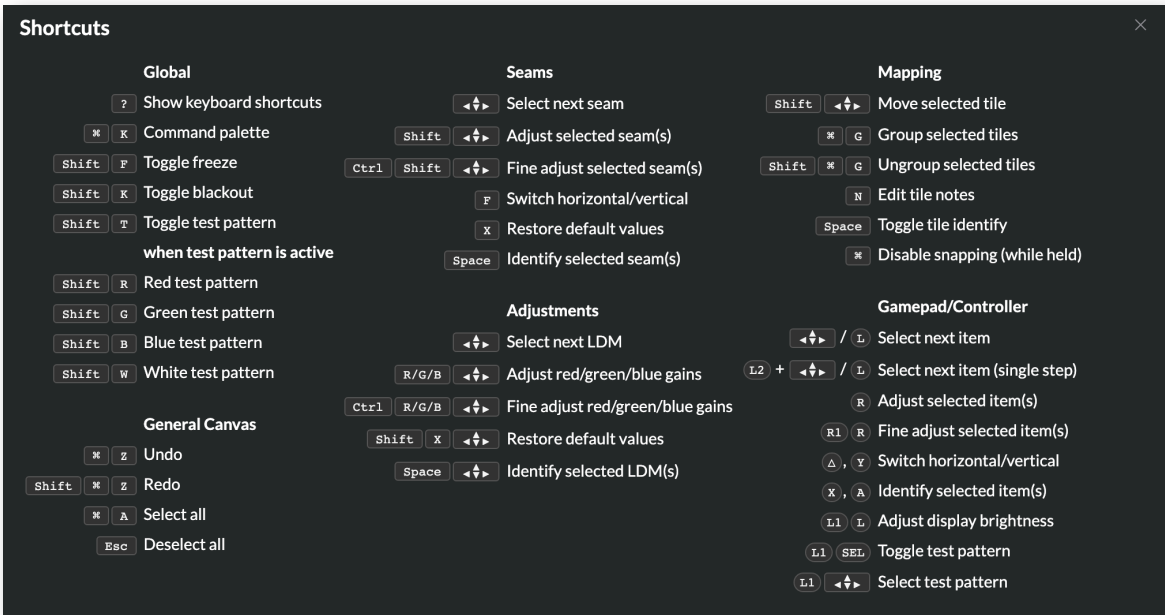 Shortcuts
Global
? Show keyboard shortcuts
⌘ K Command palette
Shift F Toggle freeze
Shift K Toggle blackout
Shift T Toggle test pattern
when test pattern is active
Shift R Red test pattern
Shift G Green test pattern
Shift B Blue test pattern
Shift W White test pattern
General Canvas
⌘ Z Undo
Shift ⌘ Z Redo
⌘ A Select all
Esc Deselect all
Seams
Select next seam
Shift Adjust selected seam(s)
Ctrl Shift Fine adjust selected seam(s)
F Switch horizontal/vertical
X Restore default values
Space Identify selected seam(s)
Adjustments
Select next LDM
R/G/B Adjust red/green/blue gains
Ctrl R/G/B Fine adjust red/green/blue gains
Shift X Restore default values
Space Identify selected LDM(s)
Mapping
Shift Move selected tile
⌘ G Group selected tiles
Shift ⌘ G Ungroup selected tiles
N Edit tile notes
Space Toggle tile identify
⌘ Disable snapping (while held)
Gamepad/Controller
/ L Select next item
L2 + / L Select next item (single step)
R Adjust selected item(s)
R1 R Fine adjust selected item(s)
△, Y Switch horizontal/vertical
X, A Identify selected item(s)
L1 L Adjust display brightness
L1 SEL Toggle test pattern
L1 Select test pattern